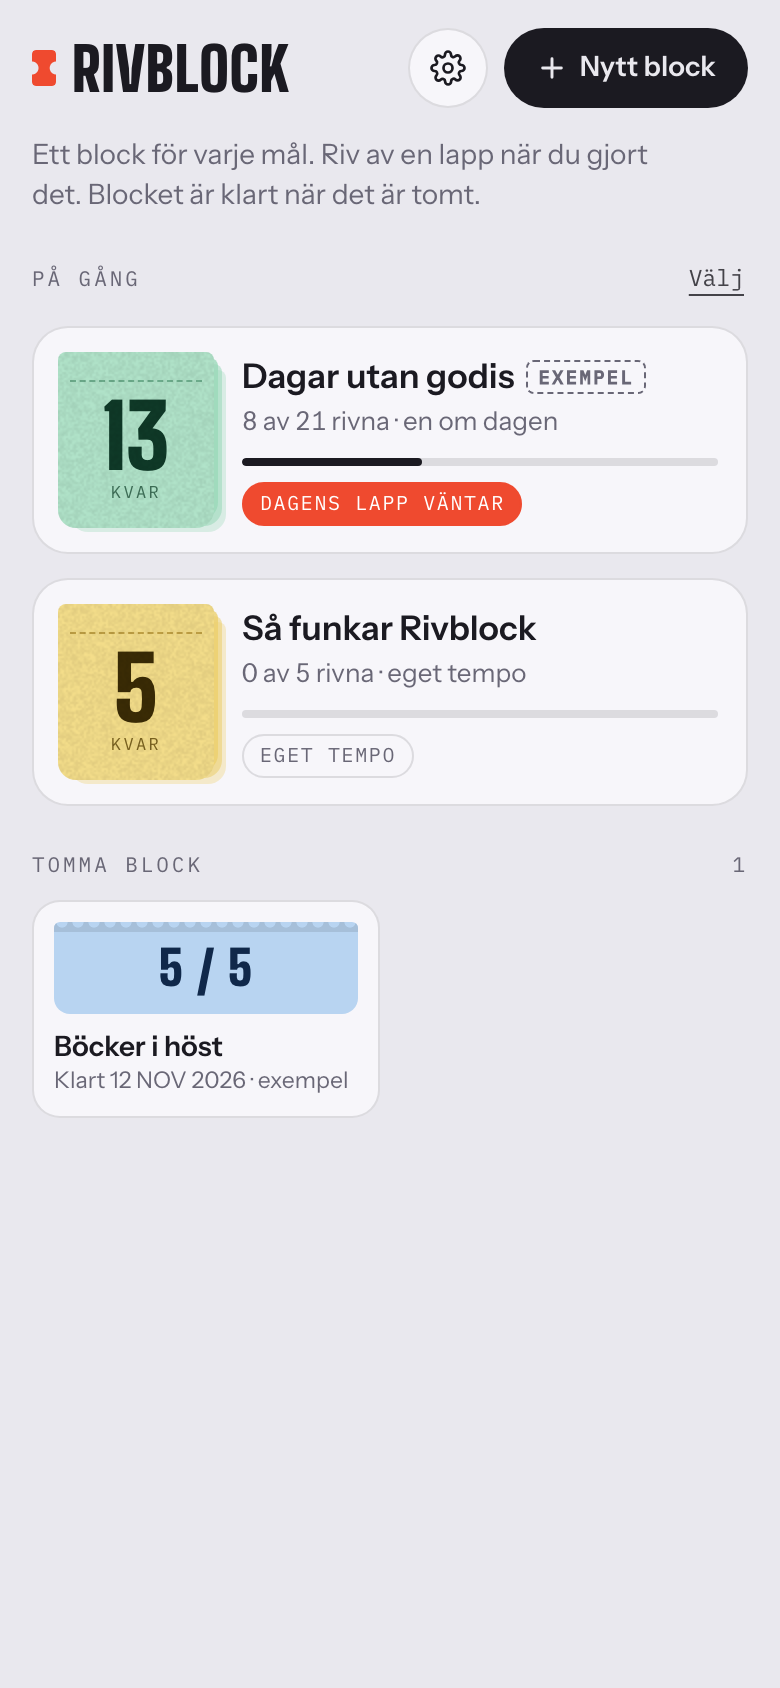 RIVBLOCK
Nytt block
Ett block för varje mål. Riv av en lapp när du gjort
det. Blocket är klart när det är tomt.
PÅ GÅNG
Välj
13
KVAR
Dagar utan godis
EXEMPEL
8 av 21 rivna · en om dagen
DAGENS LAPP VÄNTAR
5
KVAR
Så funkar Rivblock
0 av 5 rivna · eget tempo
EGET TEMPO
TOMMA BLOCK
1
5 / 5
Böcker i höst
Klart 12 NOV 2026 · exempel